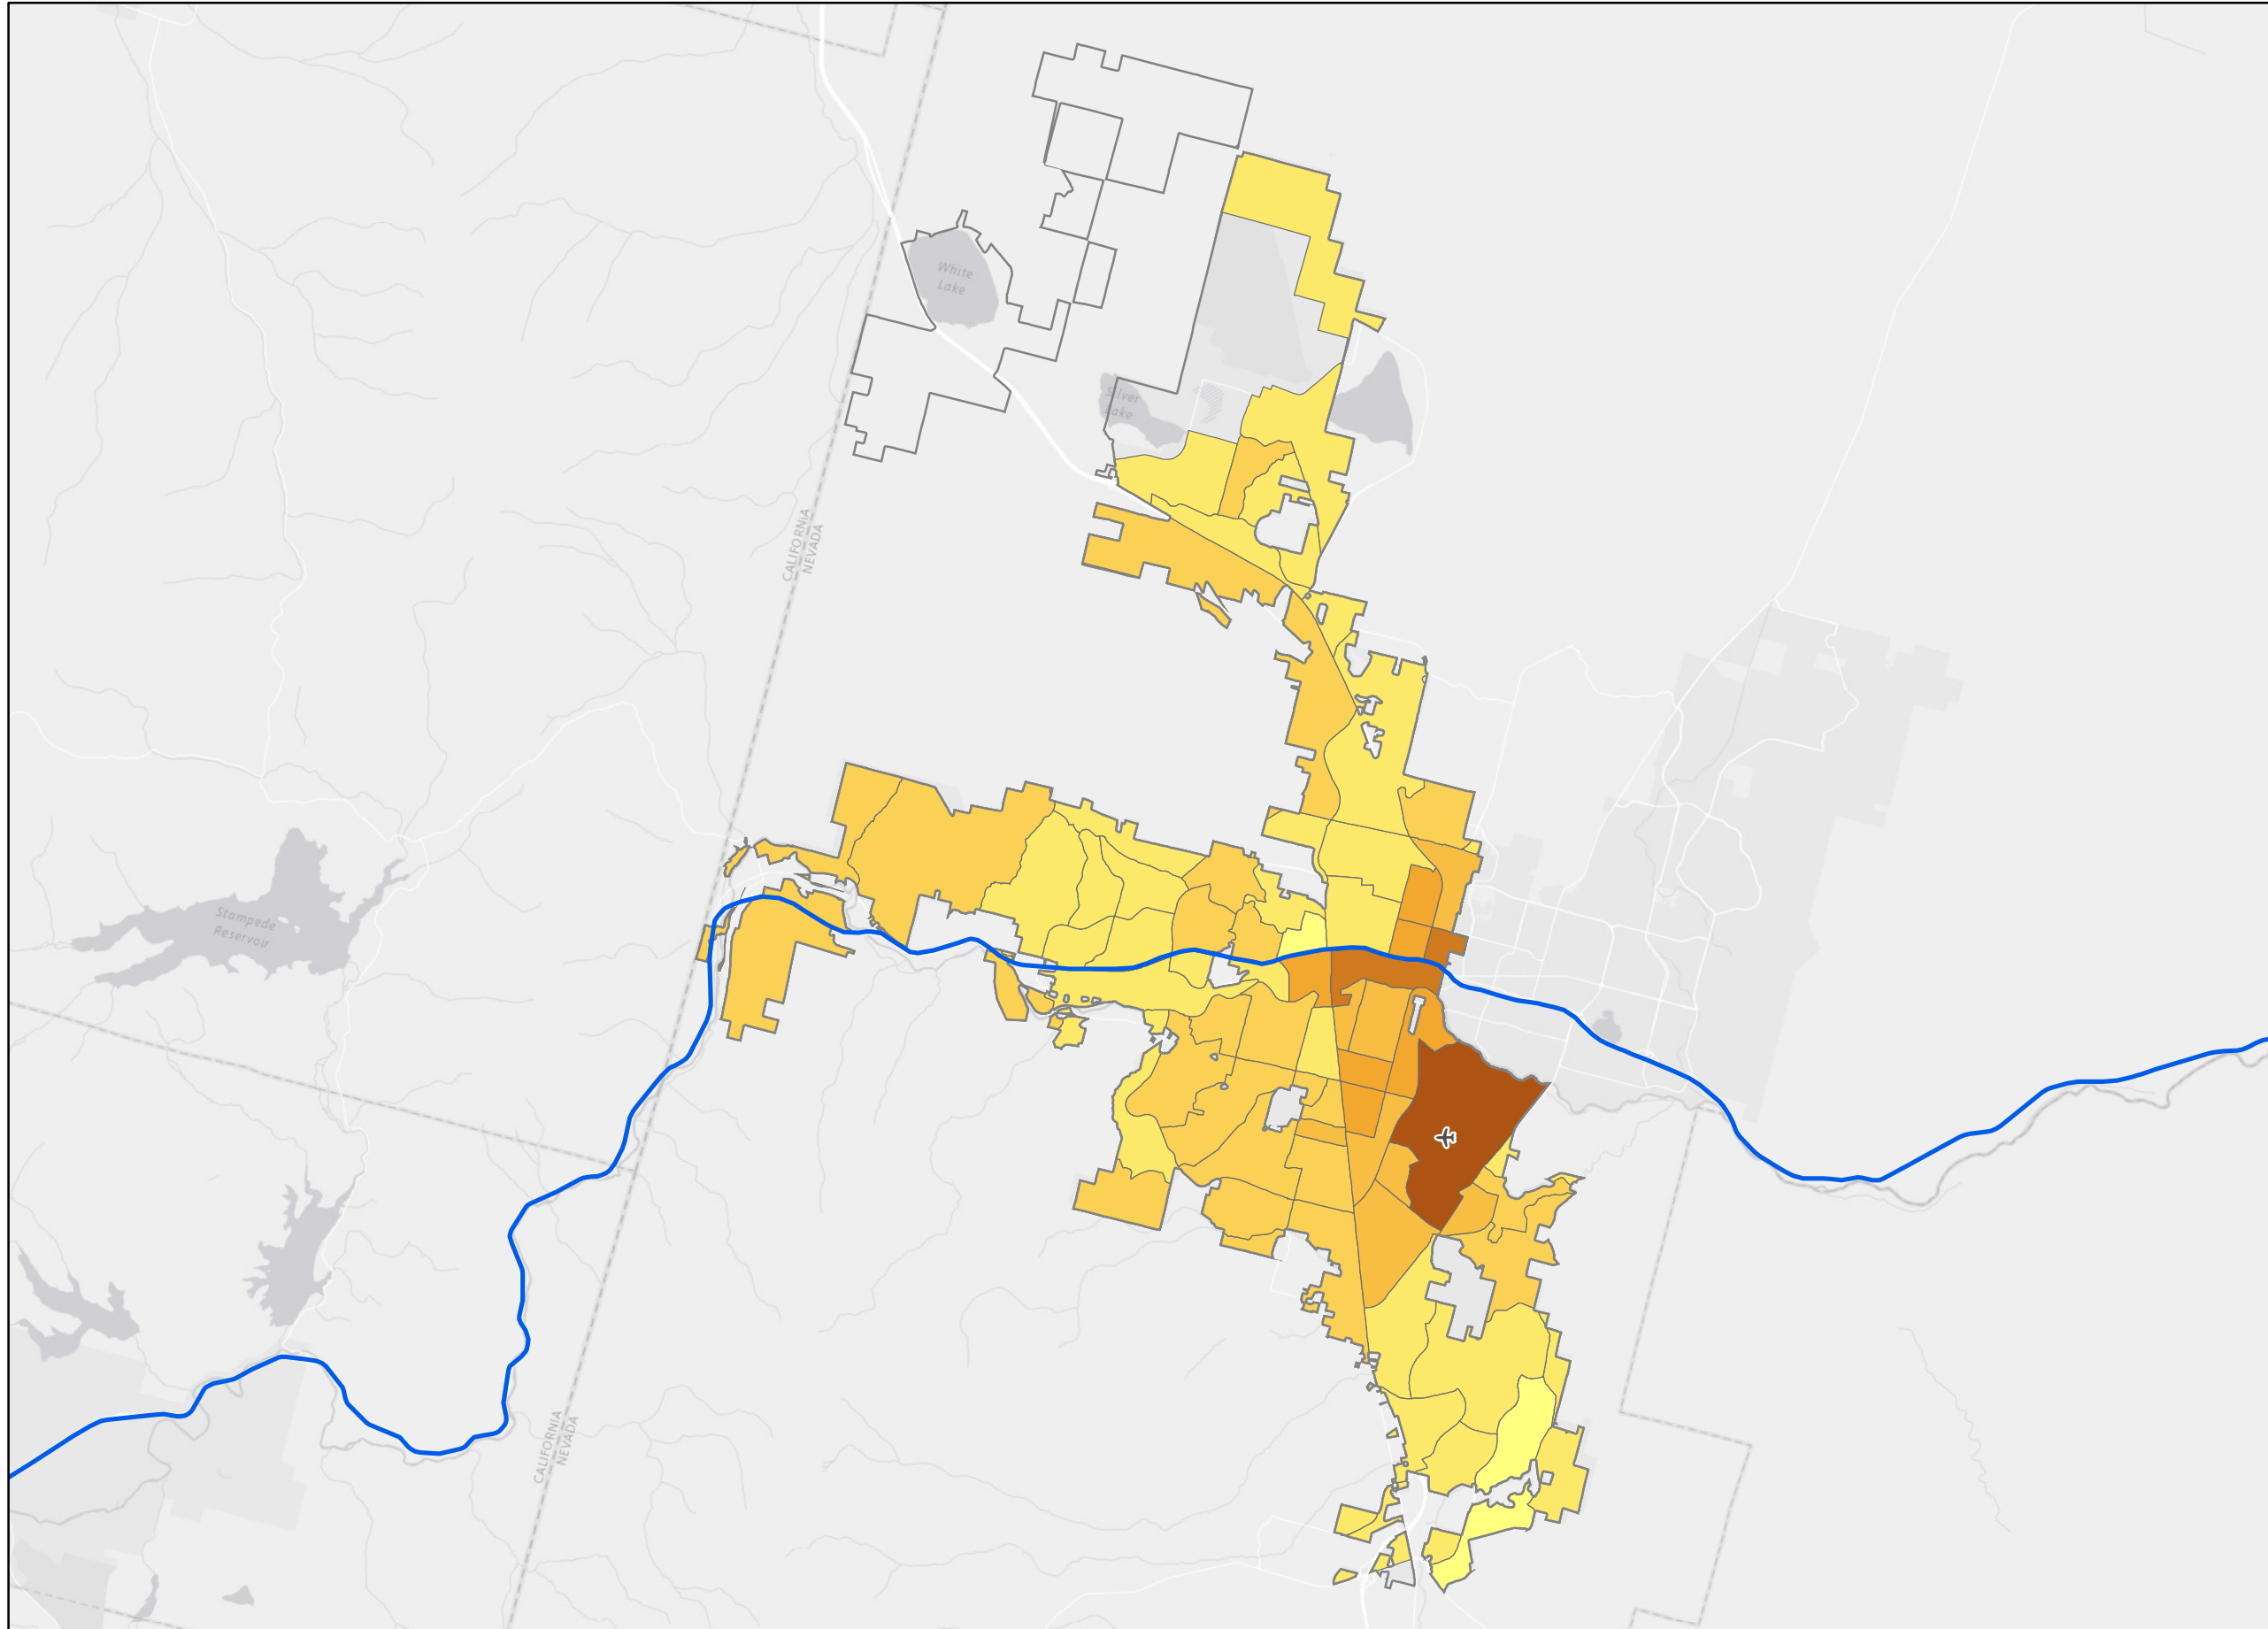 White
Lake
Silver
Lake
CALIFORNIA
NEVADA
Stampede
Reservoir
CALIFORNIA
NEVADA